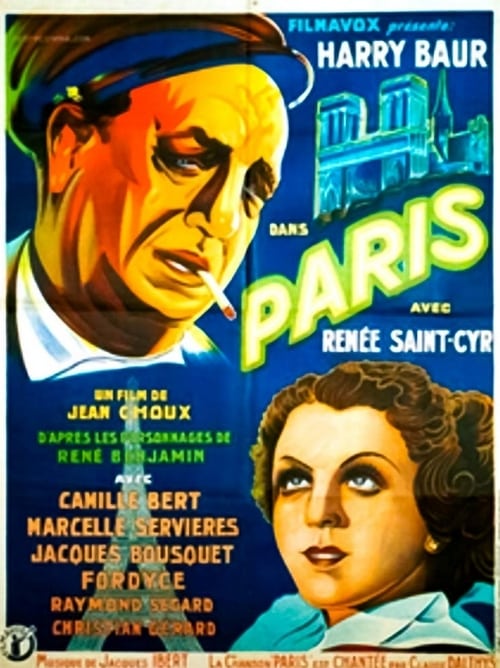 FILMAVOX présente:
HARRY BAUR
DANS
PARIS
AVEC
RENÉE SAINT-CYR
UN FILM DE
JEAN CHOUX
D'APRÈS LES PERSONNAGES DE
RENÉ BENJAMIN
AVEC
CAMILLE BERT
MARCELLE SERVIERES
JACQUES BOUSQUET
FORDYCE
RAYMOND SEGARD
CHRISTIAN GÉRARD
MUSIQUE DE JACQUES IBERT LA CHANSON "PARIS" EST CHANTÉE PAR